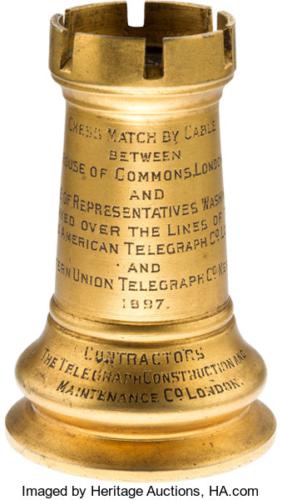 CHESS MATCH BY CABLE
BETWEEN
OUSE OF COMMONS, LONDO
AND
OF REPRESENTATIVES WASH
ED OVER THE LINES OF
AMERICAN TELEGRAPH CO.
AND
ERN UNION TELEGRAPH CO.
1897.
CONTRACTORS
THE TELEGRAPH CONSTRUCTION AND
MAINTENANCE CO. LONDON.
Imaged by Heritage Auctions, HA.com